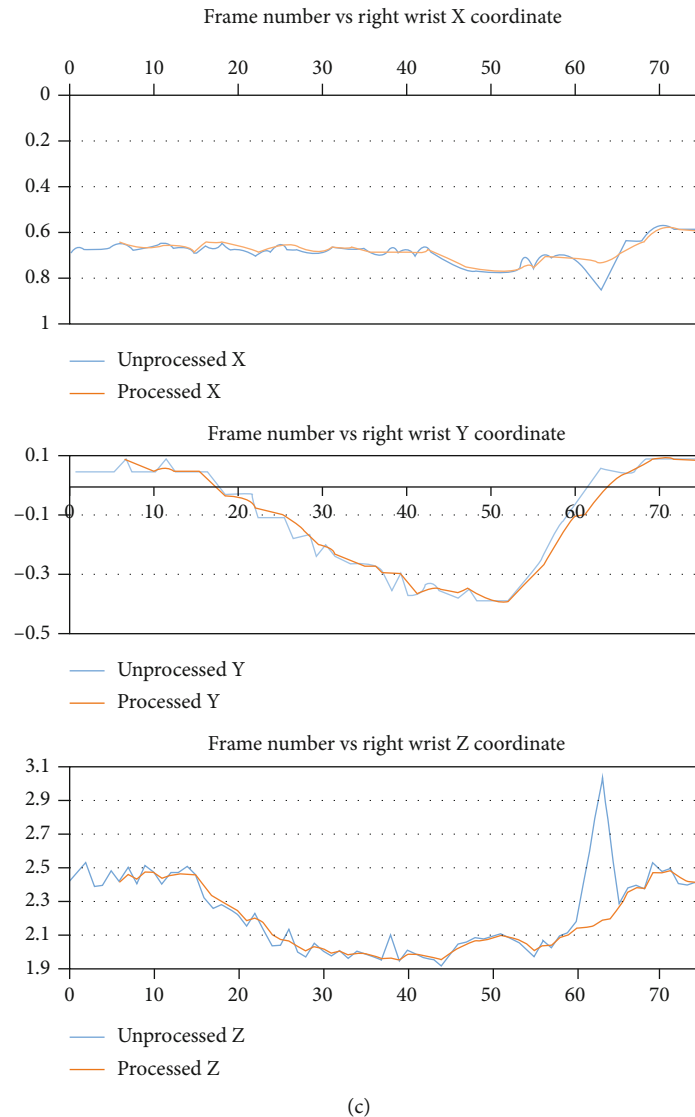 Frame number vs right wrist X coordinate
0 10 20 30 40 50 60 70
0
0.2
0.4
0.6
0.8
1
Unprocessed X
Processed X
Frame number vs right wrist Y coordinate
0.1
0 10 20 30 40 50 60 70
−0.1
−0.3
−0.5
Unprocessed Y
Processed Y
Frame number vs right wrist Z coordinate
3.1
2.9
2.7
2.5
2.3
2.1
1.9
0 10 20 30 40 50 60 70
Unprocessed Z
Processed Z
(c)